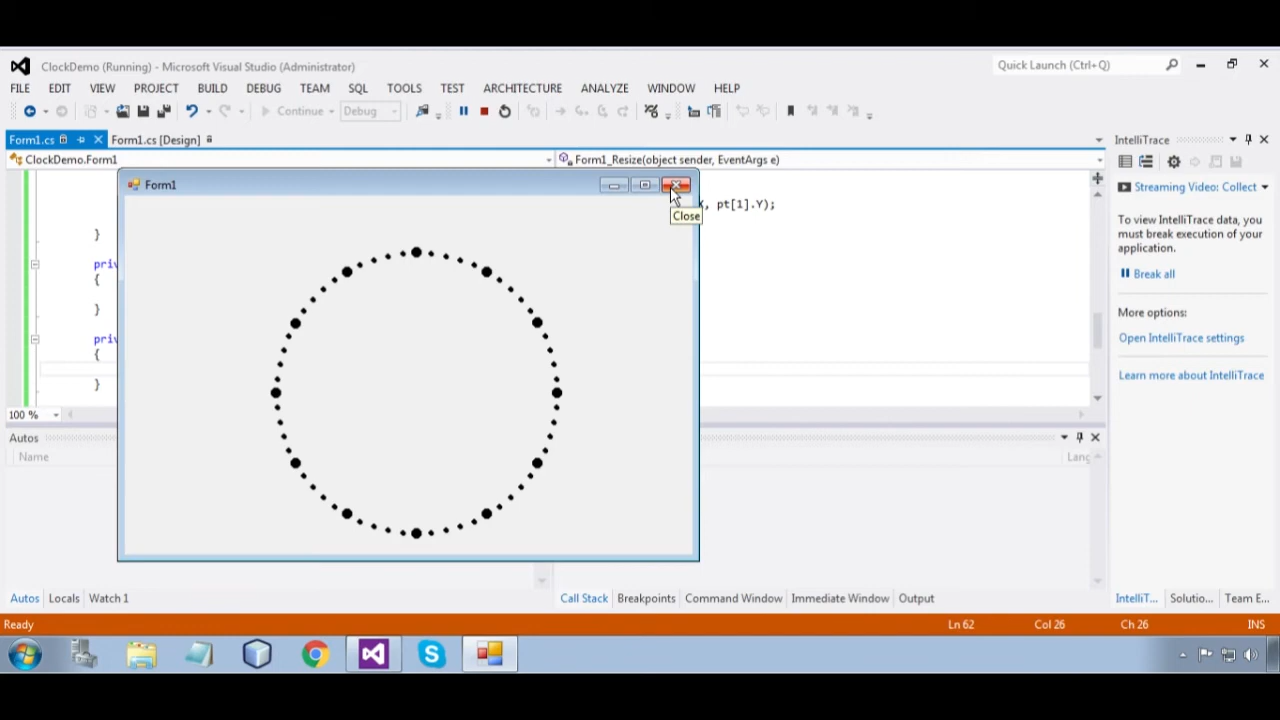 ClockDemo (Running) - Microsoft Visual Studio (Administrator)
Quick Launch (Ctrl+Q)
FILE EDIT VIEW PROJECT BUILD DEBUG TEAM SQL TOOLS TEST ARCHITECTURE ANALYZE WINDOW HELP
Continue Debug
Form1.cs Form1.cs [Design]
IntelliTrace
ClockDemo.Form1
Form1_Resize(object sender, EventArgs e)
Streaming Video: Collect
Form1
, pt[1].Y);
Close
To view IntelliTrace data, you
must break execution of your
application.
}
priv
{
Break all
}
More options:
priv
{
Open IntelliTrace settings
Learn more about IntelliTrace
}
100 %
Autos
Name
Lang
Autos Locals Watch 1
Call Stack Breakpoints Command Window Immediate Window Output
IntelliT... Solutio... Team E...
Ready
Ln 62 Col 26 Ch 26 INS